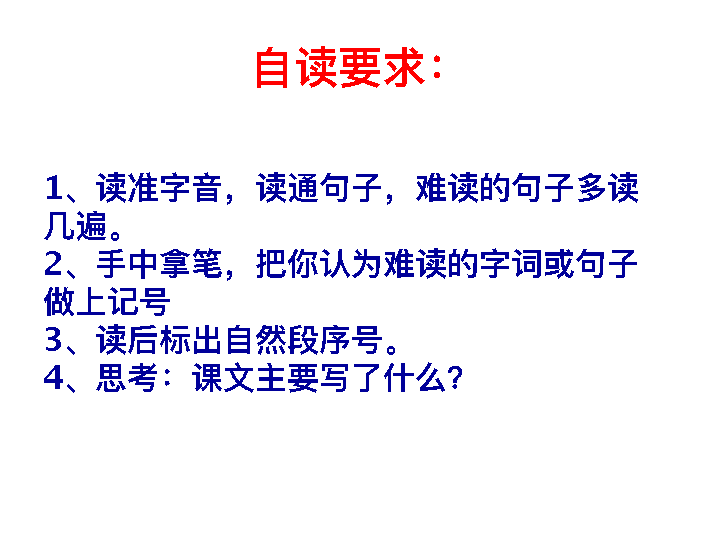 自读要求：
1、读准字音，读通句子，难读的句子多读
几遍。
2、手中拿笔，把你认为难读的字词或句子
做上记号
3、读后标出自然段序号。
4、思考：课文主要写了什么？